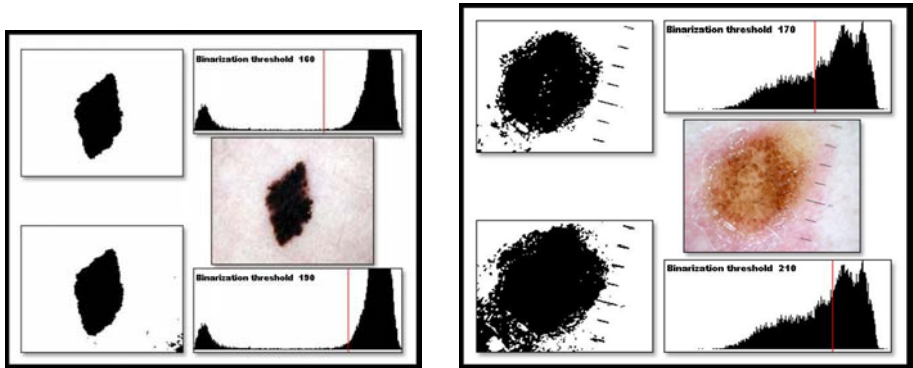 Binarization threshold 160
Binarization threshold 190
Binarization threshold 170
Binarization threshold 210